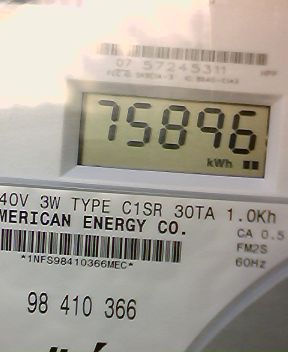 07 57245311
75896
kWh
40V 3W TYPE C1SR 30TA 1.0Kh
MERICAN ENERGY CO.
CA 0.5
FM2S
60Hz
*1NFS98410366MEC*
98 410 366